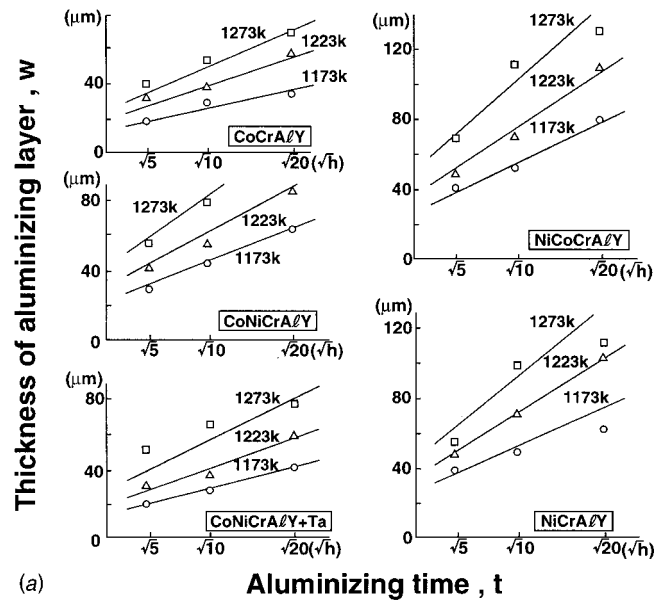 Thickness of aluminizing layer , w
(μm)
80
40
0
1273k
1223k
1173k
CoCrAℓY
√5 √10 √20 (√h)
(μm)
80
40
0
1273k
1223k
1173k
CoNiCrAℓY
√5 √10 √20 (√h)
(μm)
80
40
0
1273k
1223k
1173k
CoNiCrAℓY+Ta
√5 √10 √20 (√h)
(μm)
120
80
40
0
1273k
1223k
1173k
NiCoCrAℓY
√5 √10 √20 (√h)
(μm)
120
80
40
0
1273k
1223k
1173k
NiCrAℓY
√5 √10 √20 (√h)
(a) Aluminizing time , t